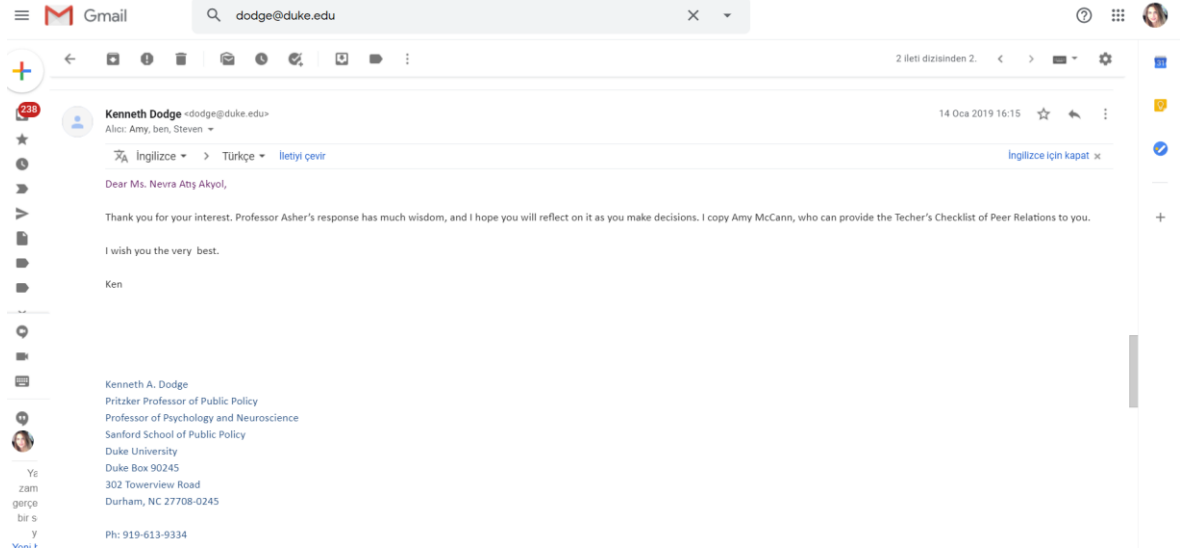 Gmail
dodge@duke.edu
2 ileti dizisinden 2.
31
238
Kenneth Dodge <dodge@duke.edu>
14 Oca 2019 16:15
Alıcı: Amy, ben, Steven
İngilizce > Türkçe İletiyi çevir
İngilizce için kapat ×
Dear Ms. Nevra Atış Akyol,
Thank you for your interest. Professor Asher's response has much wisdom, and I hope you will reflect on it as you make decisions. I copy Amy McCann, who can provide the Techer's Checklist of Peer Relations to you.
I wish you the very best.
Ken
Kenneth A. Dodge
Pritzker Professor of Public Policy
Professor of Psychology and Neuroscience
Sanford School of Public Policy
Duke University
Duke Box 90245
302 Towerview Road
Durham, NC 27708-0245
Ph: 919-613-9334
Ya
zam
gerçe
bir s
y